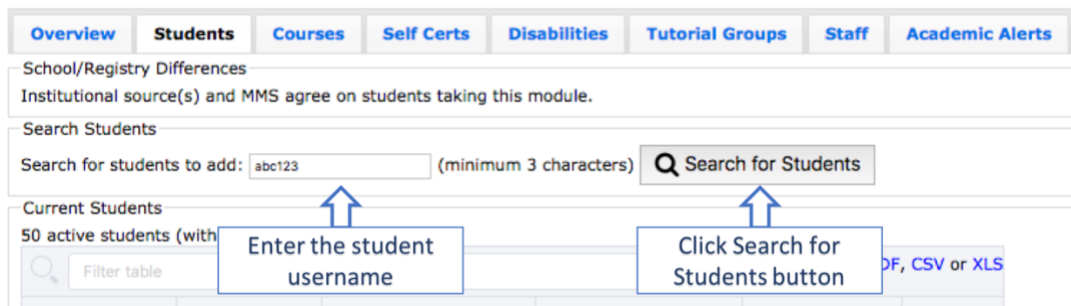 Overview Students Courses Self Certs Disabilities Tutorial Groups Staff Academic Alerts
School/Registry Differences
Institutional source(s) and MMS agree on students taking this module.
Search Students
Search for students to add: abc123 (minimum 3 characters) Search for Students
Current Students
50 active students (with
Enter the student
username
Click Search for
Students button
Filter table
, CSV or XLS